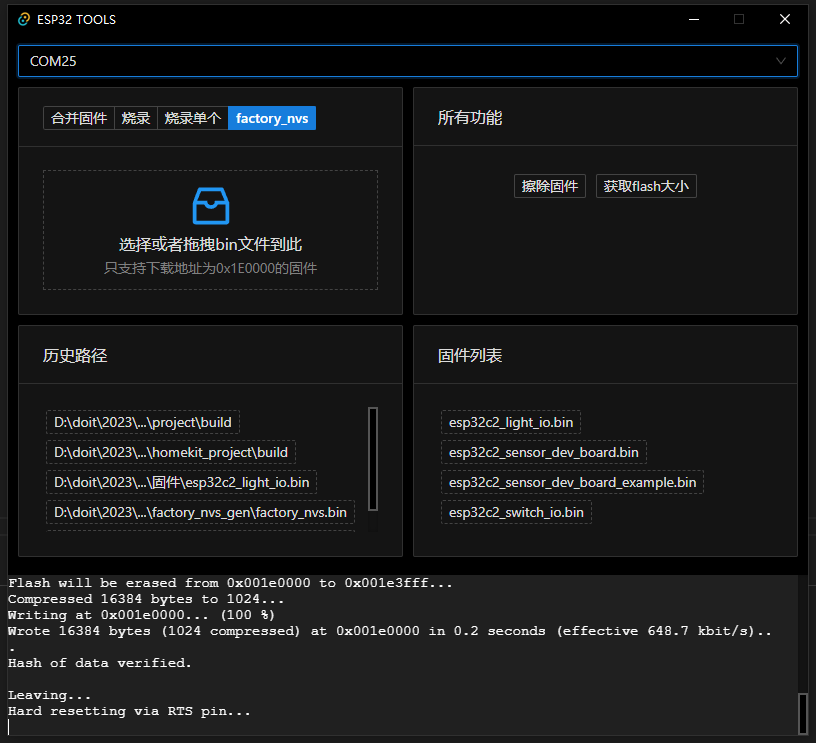 ESP32 TOOLS
COM25
合并固件 烧录 烧录单个 factory_nvs
选择或者拖拽bin文件到此
只支持下载地址为0x1E0000的固件
所有功能
擦除固件 获取flash大小
历史路径
D:\doit\2023\...\project\build
D:\doit\2023\...\homekit_project\build
D:\doit\2023\...\固件\esp32c2_light_io.bin
D:\doit\2023\...\factory_nvs_gen\factory_nvs.bin
固件列表
esp32c2_light_io.bin
esp32c2_sensor_dev_board.bin
esp32c2_sensor_dev_board_example.bin
esp32c2_switch_io.bin
Flash will be erased from 0x001e0000 to 0x001e3fff...
Compressed 16384 bytes to 1024...
Writing at 0x001e0000... (100 %)
Wrote 16384 bytes (1024 compressed) at 0x001e0000 in 0.2 seconds (effective 648.7 kbit/s)..
.
Hash of data verified.
Leaving...
Hard resetting via RTS pin...